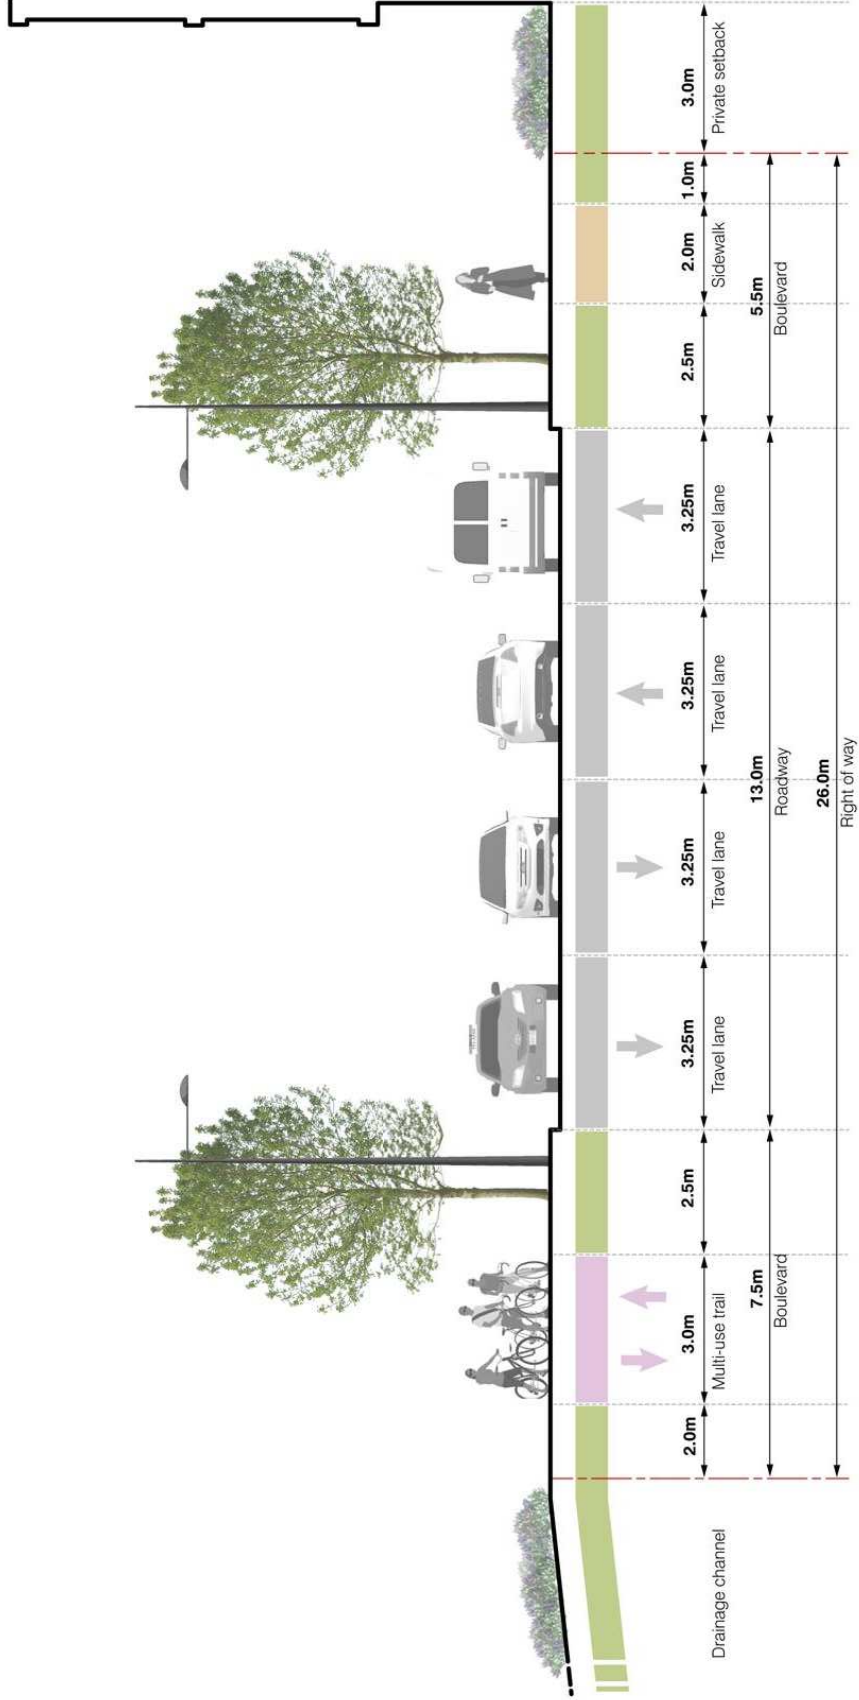 2.0m
3.0m
2.5m
3.25m
3.25m
3.25m
3.25m
2.5m
2.0m
1.0m
3.0m
Drainage channel
Multi-use trail
Travel lane
Travel lane
Travel lane
Travel lane
Sidewalk
Private setback
7.5m
13.0m
5.5m
Boulevard
Roadway
Boulevard
26.0m
Right of way